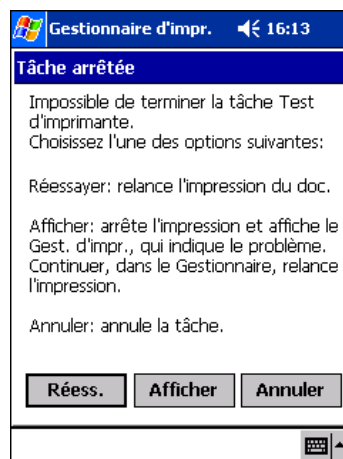 Gestionnaire d'impr. 16:13
Tâche arrêtée
Impossible de terminer la tâche Test
d'imprimante.
Choisissez l'une des options suivantes:
Réessayer: relance l'impression du doc.
Afficher: arrête l'impression et affiche le
Gest. d'impr., qui indique le problème.
Continuer, dans le Gestionnaire, relance
l'impression.
Annuler: annule la tâche.
Réess. Afficher Annuler